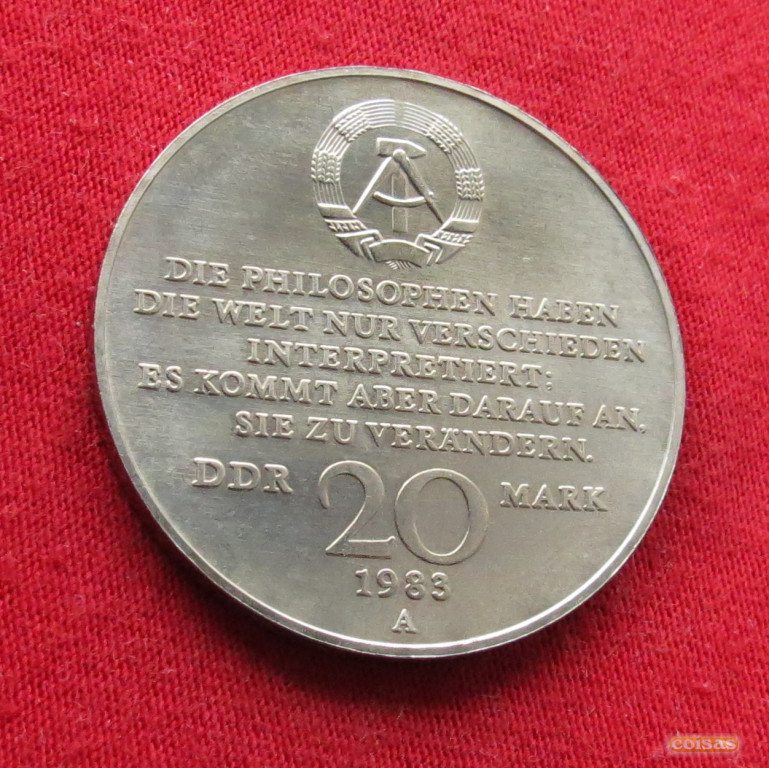 DIE PHILOSOPHEN HABEN
DIE WELT NUR VERSCHIEDEN
INTERPRETIERT;
ES KOMMT ABER DARAUF AN,
SIE ZU VERÄNDERN.
DDR 20 MARK
1983
A
coisas